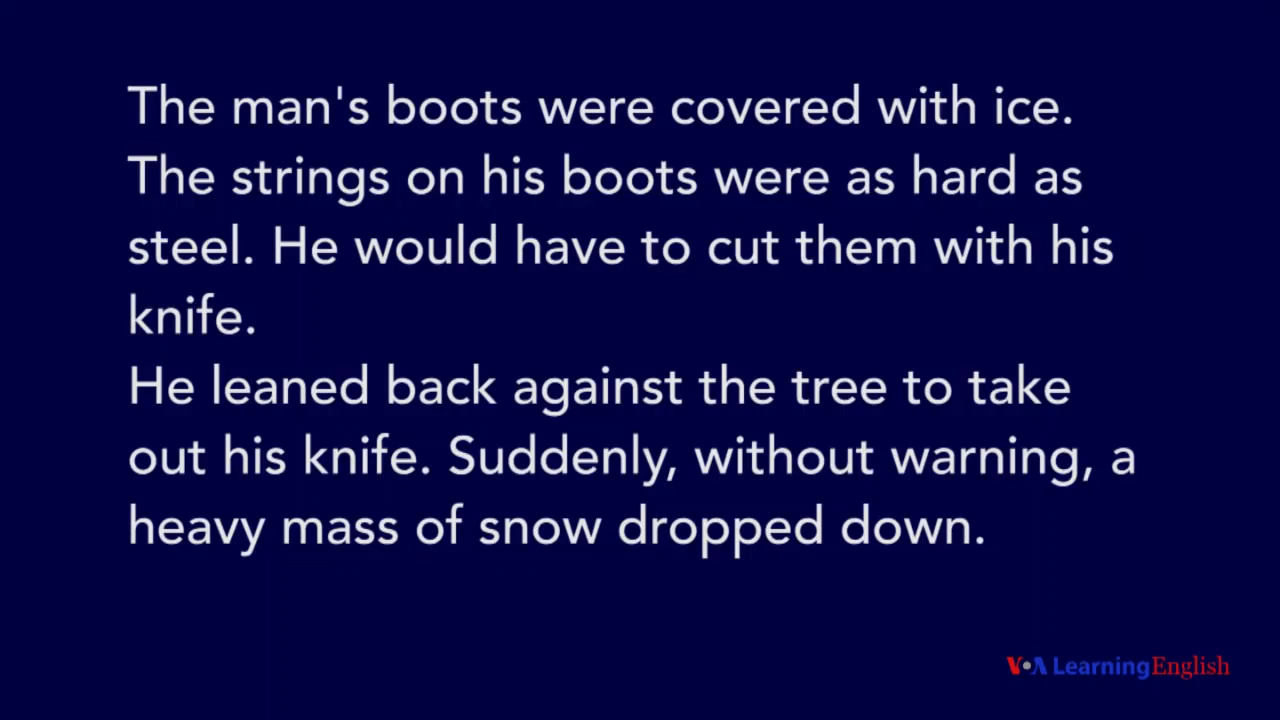 The man's boots were covered with ice.
The strings on his boots were as hard as
steel. He would have to cut them with his
knife.
He leaned back against the tree to take
out his knife. Suddenly, without warning, a
heavy mass of snow dropped down.
VOA Learning English